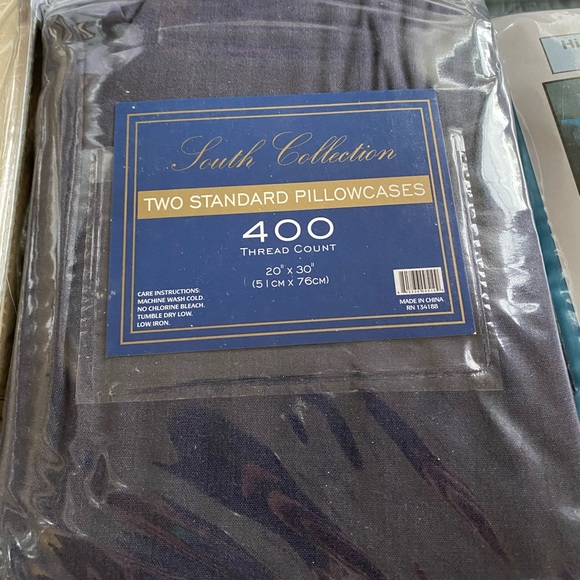 South Collection
TWO STANDARD PILLOWCASES
400
THREAD COUNT
20" X 30"
(51CM X 76CM)
CARE INSTRUCTIONS:
MACHINE WASH COLD.
NO CHLORINE BLEACH.
TUMBLE DRY LOW.
LOW IRON.
MADE IN CHINA
RN 134188